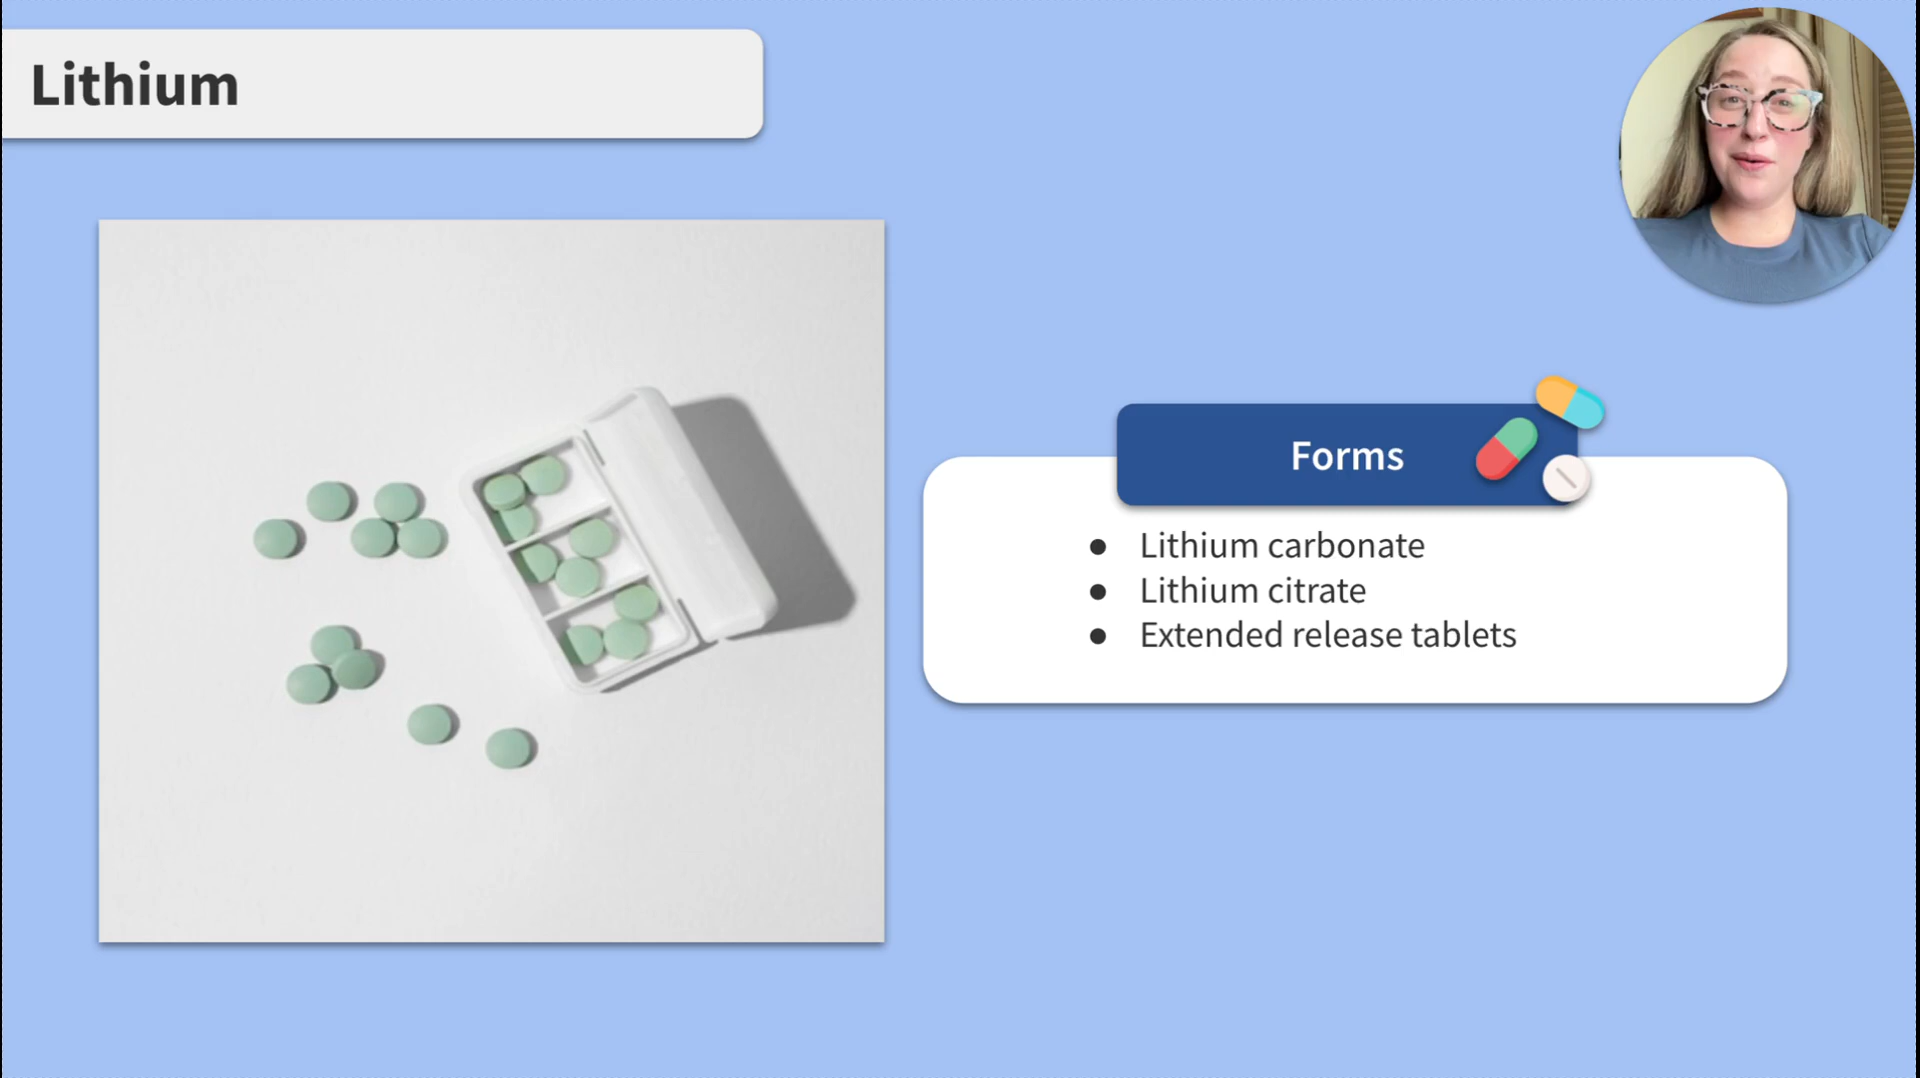 Lithium
Forms
● Lithium carbonate
● Lithium citrate
● Extended release tablets